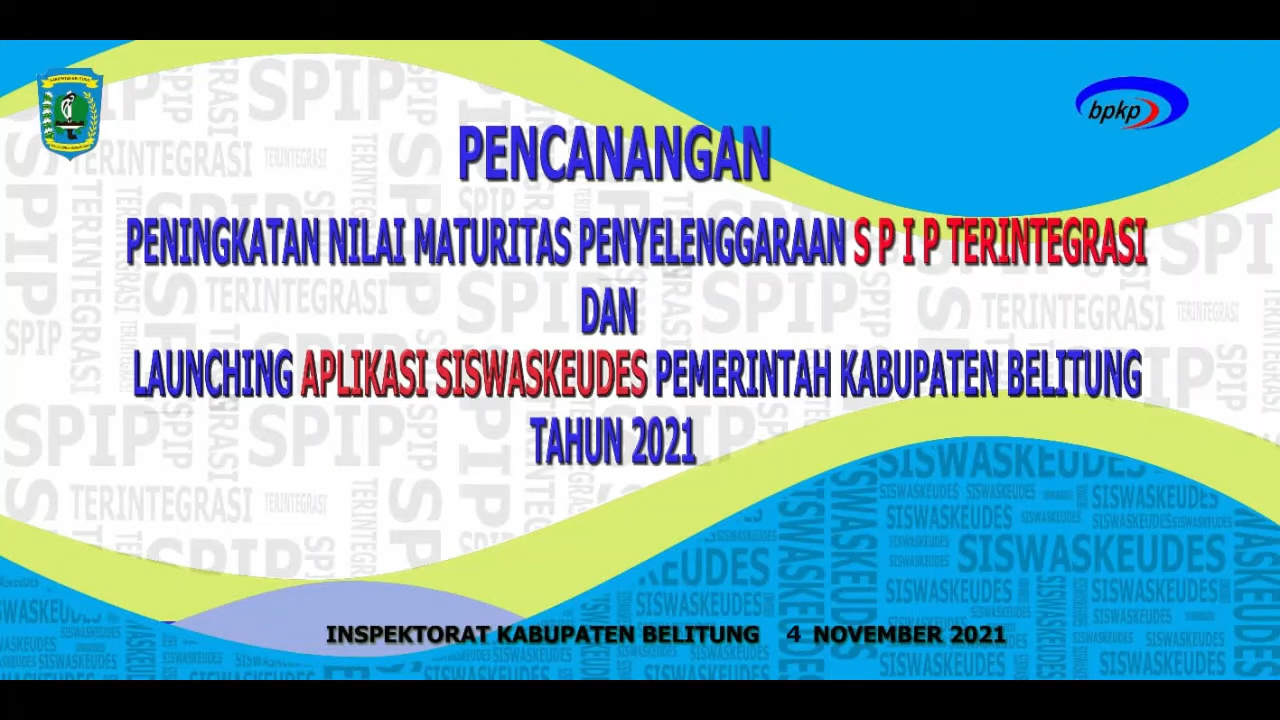 bpkp
PENCANANGAN
PENINGKATAN NILAI MATURITAS PENYELENGGARAAN S P I P TERINTEGRASI
DAN
LAUNCHING APLIKASI SISWASKEUDES PEMERINTAH KABUPATEN BELITUNG
TAHUN 2021
INSPEKTORAT KABUPATEN BELITUNG 4 NOVEMBER 2021